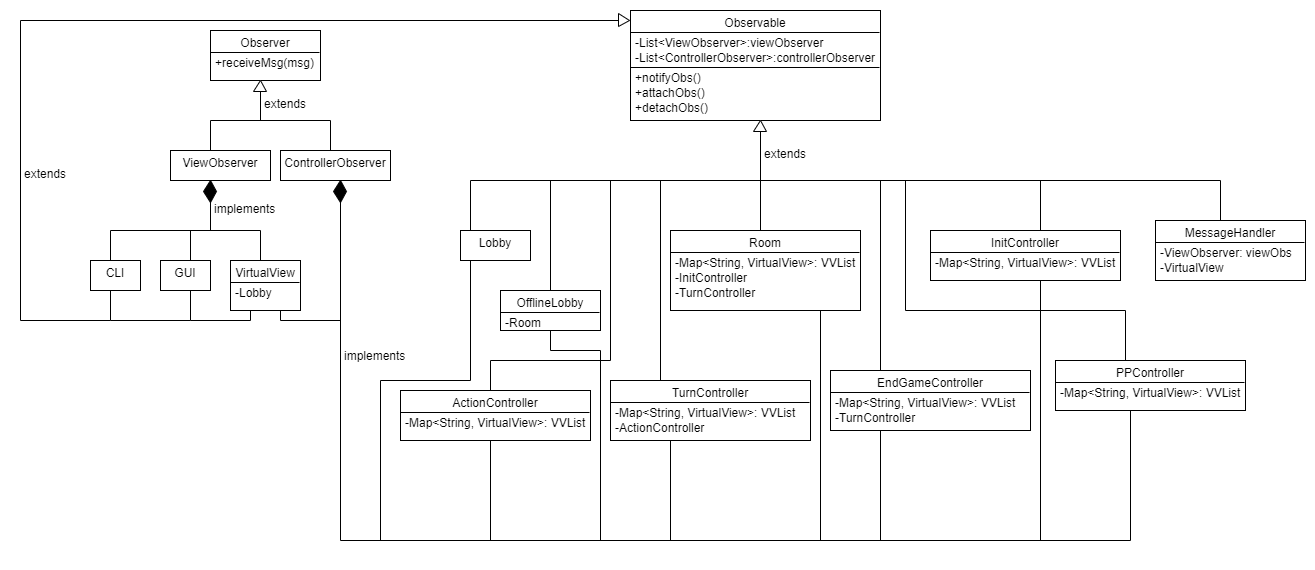 Observable
-List<ViewObserver>:viewObserver
-List<ControllerObserver>:controllerObserver
+notifyObs()
+attachObs()
+detachObs()
Observer
+receiveMsg(msg)
extends
extends
extends
ViewObserver
ControllerObserver
implements
CLI
GUI
VirtualView
-Lobby
implements
Lobby
OfflineLobby
-Room
Room
-Map<String, VirtualView>: VVList
-InitController
-TurnController
InitController
-Map<String, VirtualView>: VVList
MessageHandler
-ViewObserver: viewObs
-VirtualView
ActionController
-Map<String, VirtualView>: VVList
TurnController
-Map<String, VirtualView>: VVList
-ActionController
EndGameController
-Map<String, VirtualView>: VVList
-TurnController
PPController
-Map<String, VirtualView>: VVList